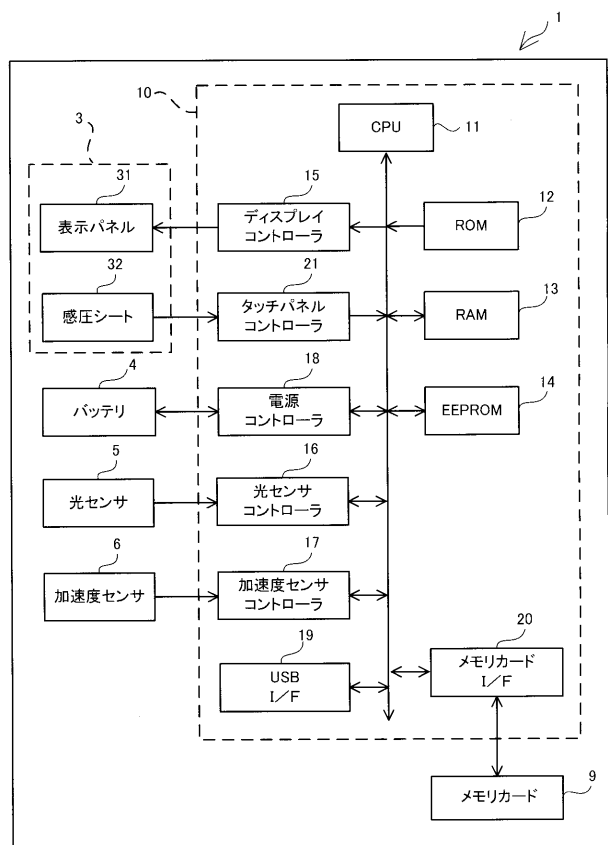 1
10
3
CPU
11
31
表示パネル
15
ディスプレイ
コントローラ
12
ROM
32
感圧シート
21
タッチパネル
コントローラ
13
RAM
4
バッテリ
18
電源
コントローラ
14
EEPROM
5
光センサ
16
光センサ
コントローラ
6
加速度センサ
17
加速度センサ
コントローラ
19
USB
I/F
20
メモリカード
I/F
メモリカード
9